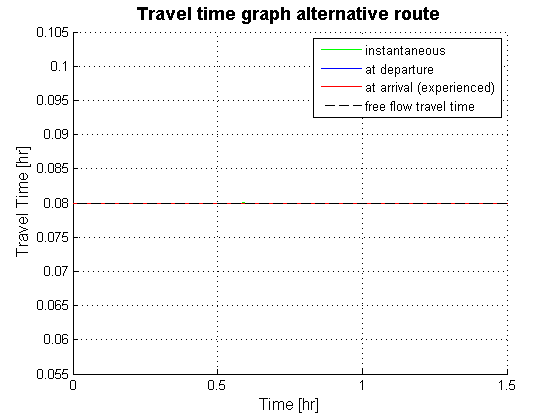 Travel time graph alternative route
0.105
0.1
0.095
0.09
0.085
0.08
0.075
0.07
0.065
0.06
0.055
Travel Time [hr]
instantaneous
at departure
at arrival (experienced)
free flow travel time
0
0.5
1
1.5
Time [hr]